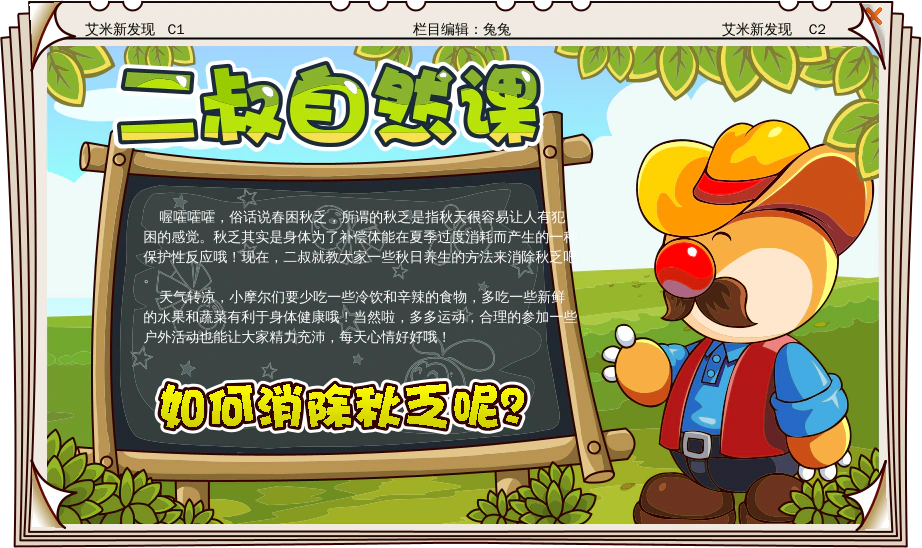 艾米新发现 C1
栏目编辑：兔兔
艾米新发现 C2
二叔自然课
喔嚯嚯嚯，俗话说春困秋乏，所谓的秋乏是指秋天很容易让人有犯
困的感觉。秋乏其实是身体为了补偿体能在夏季过度消耗而产生的一种
保护性反应哦！现在，二叔就教大家一些秋日养生的方法来消除秋乏吧
。
天气转凉，小摩尔们要少吃一些冷饮和辛辣的食物，多吃一些新鲜
的水果和蔬菜有利于身体健康哦！当然啦，多多运动，合理的参加一些
户外活动也能让大家精力充沛，每天心情好好哦！
如何消除秋乏呢？